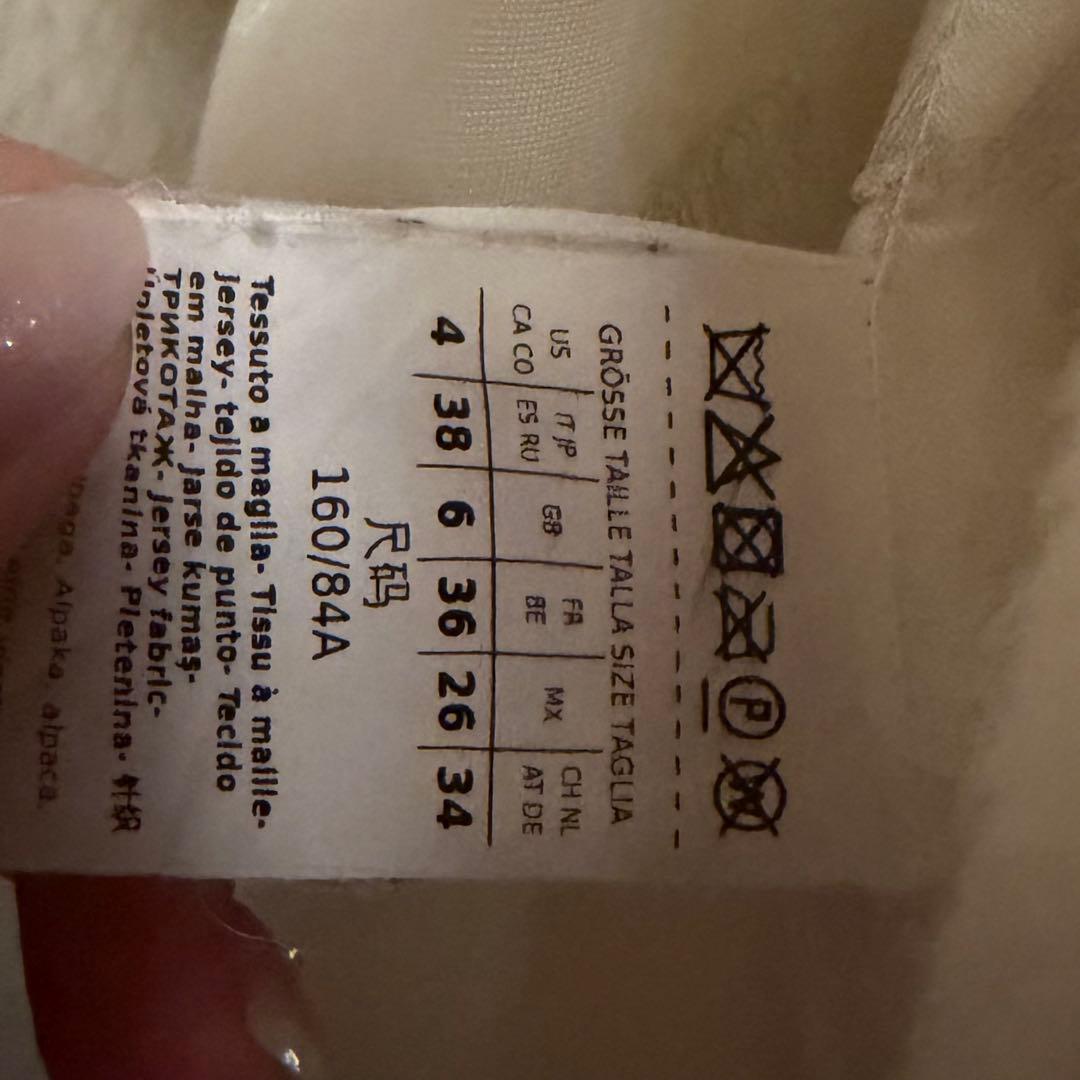 P W
GRÖSSE TAILLE TALLA SIZE TAGLIA
US IT JP GB FR MX CH NL
CA CO ES RU BE AT DE
4 38 6 36 26 34
尺码
160/84A
Tessuto a maglia- Tissu à maille-
Jersey- tejido de punto- Tecido
em malha- Jarse kumaş-
ТРИКОТАЖ- Jersey fabric-
tkanina- Pletenina- 针织
Alpaka, alpaca,